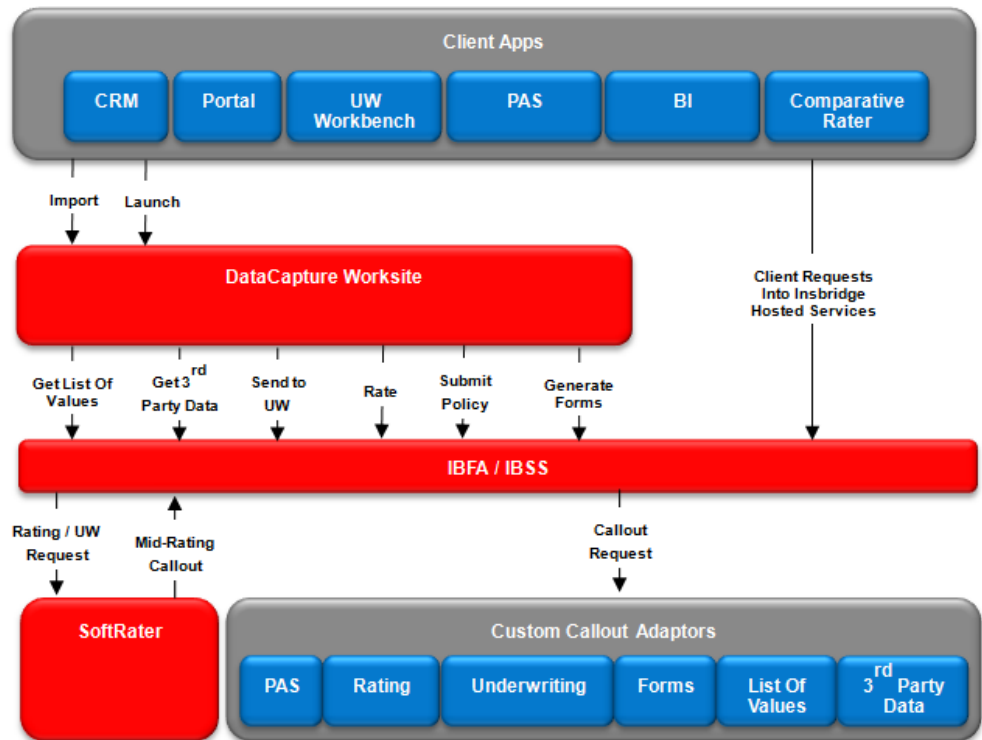 Client Apps
CRM
Portal
UW
Workbench
PAS
BI
Comparative
Rater
Import
Launch
DataCapture Worksite
Client Requests
Into Insbridge
Hosted Services
Get List Of
Values
Get 3rd
Party Data
Send to
UW
Rate
Submit
Policy
Generate
Forms
IBFA / IBSS
Rating / UW
Request
Mid-Rating
Callout
Callout
Request
SoftRater
Custom Callout Adaptors
PAS
Rating
Underwriting
Forms
List Of
Values
3rd Party
Data